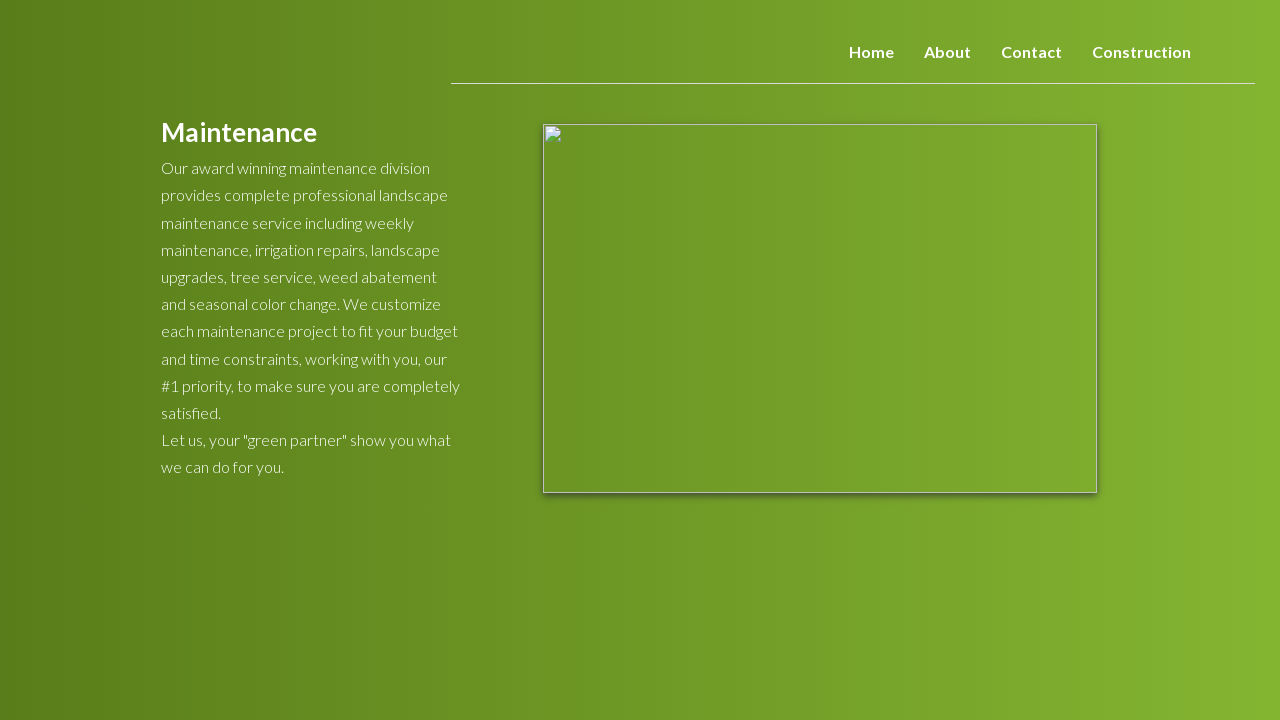 Home About Contact Construction
Maintenance
Our award winning maintenance division
provides complete professional landscape
maintenance service including weekly
maintenance, irrigation repairs, landscape
upgrades, tree service, weed abatement
and seasonal color change. We customize
each maintenance project to fit your budget
and time constraints, working with you, our
#1 priority, to make sure you are completely
satisfied.
Let us, your "green partner" show you what
we can do for you.